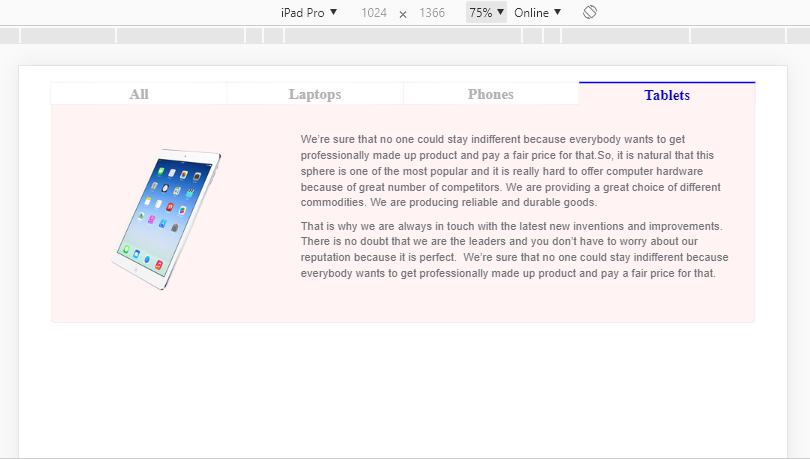 iPad Pro ▼ 1024 × 1366 75% ▼ Online ▼
All Laptops Phones Tablets
We're sure that no one could stay indifferent because everybody wants to get
professionally made up product and pay a fair price for that.So, it is natural that this
sphere is one of the most popular and it is really hard to offer computer hardware
because of great number of competitors. We are providing a great choice of different
commodities. We are producing reliable and durable goods.
That is why we are always in touch with the latest new inventions and improvements.
There is no doubt that we are the leaders and you don't have to worry about our
reputation because it is perfect.  We're sure that no one could stay indifferent because
everybody wants to get professionally made up product and pay a fair price for that.